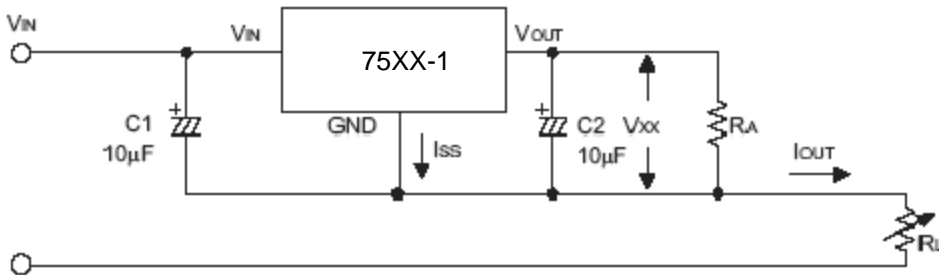 VIN
VIN
75XX-1
VOUT
C1
10μF
GND
ISS
C2
10μF
VXX
RA
IOUT
RL